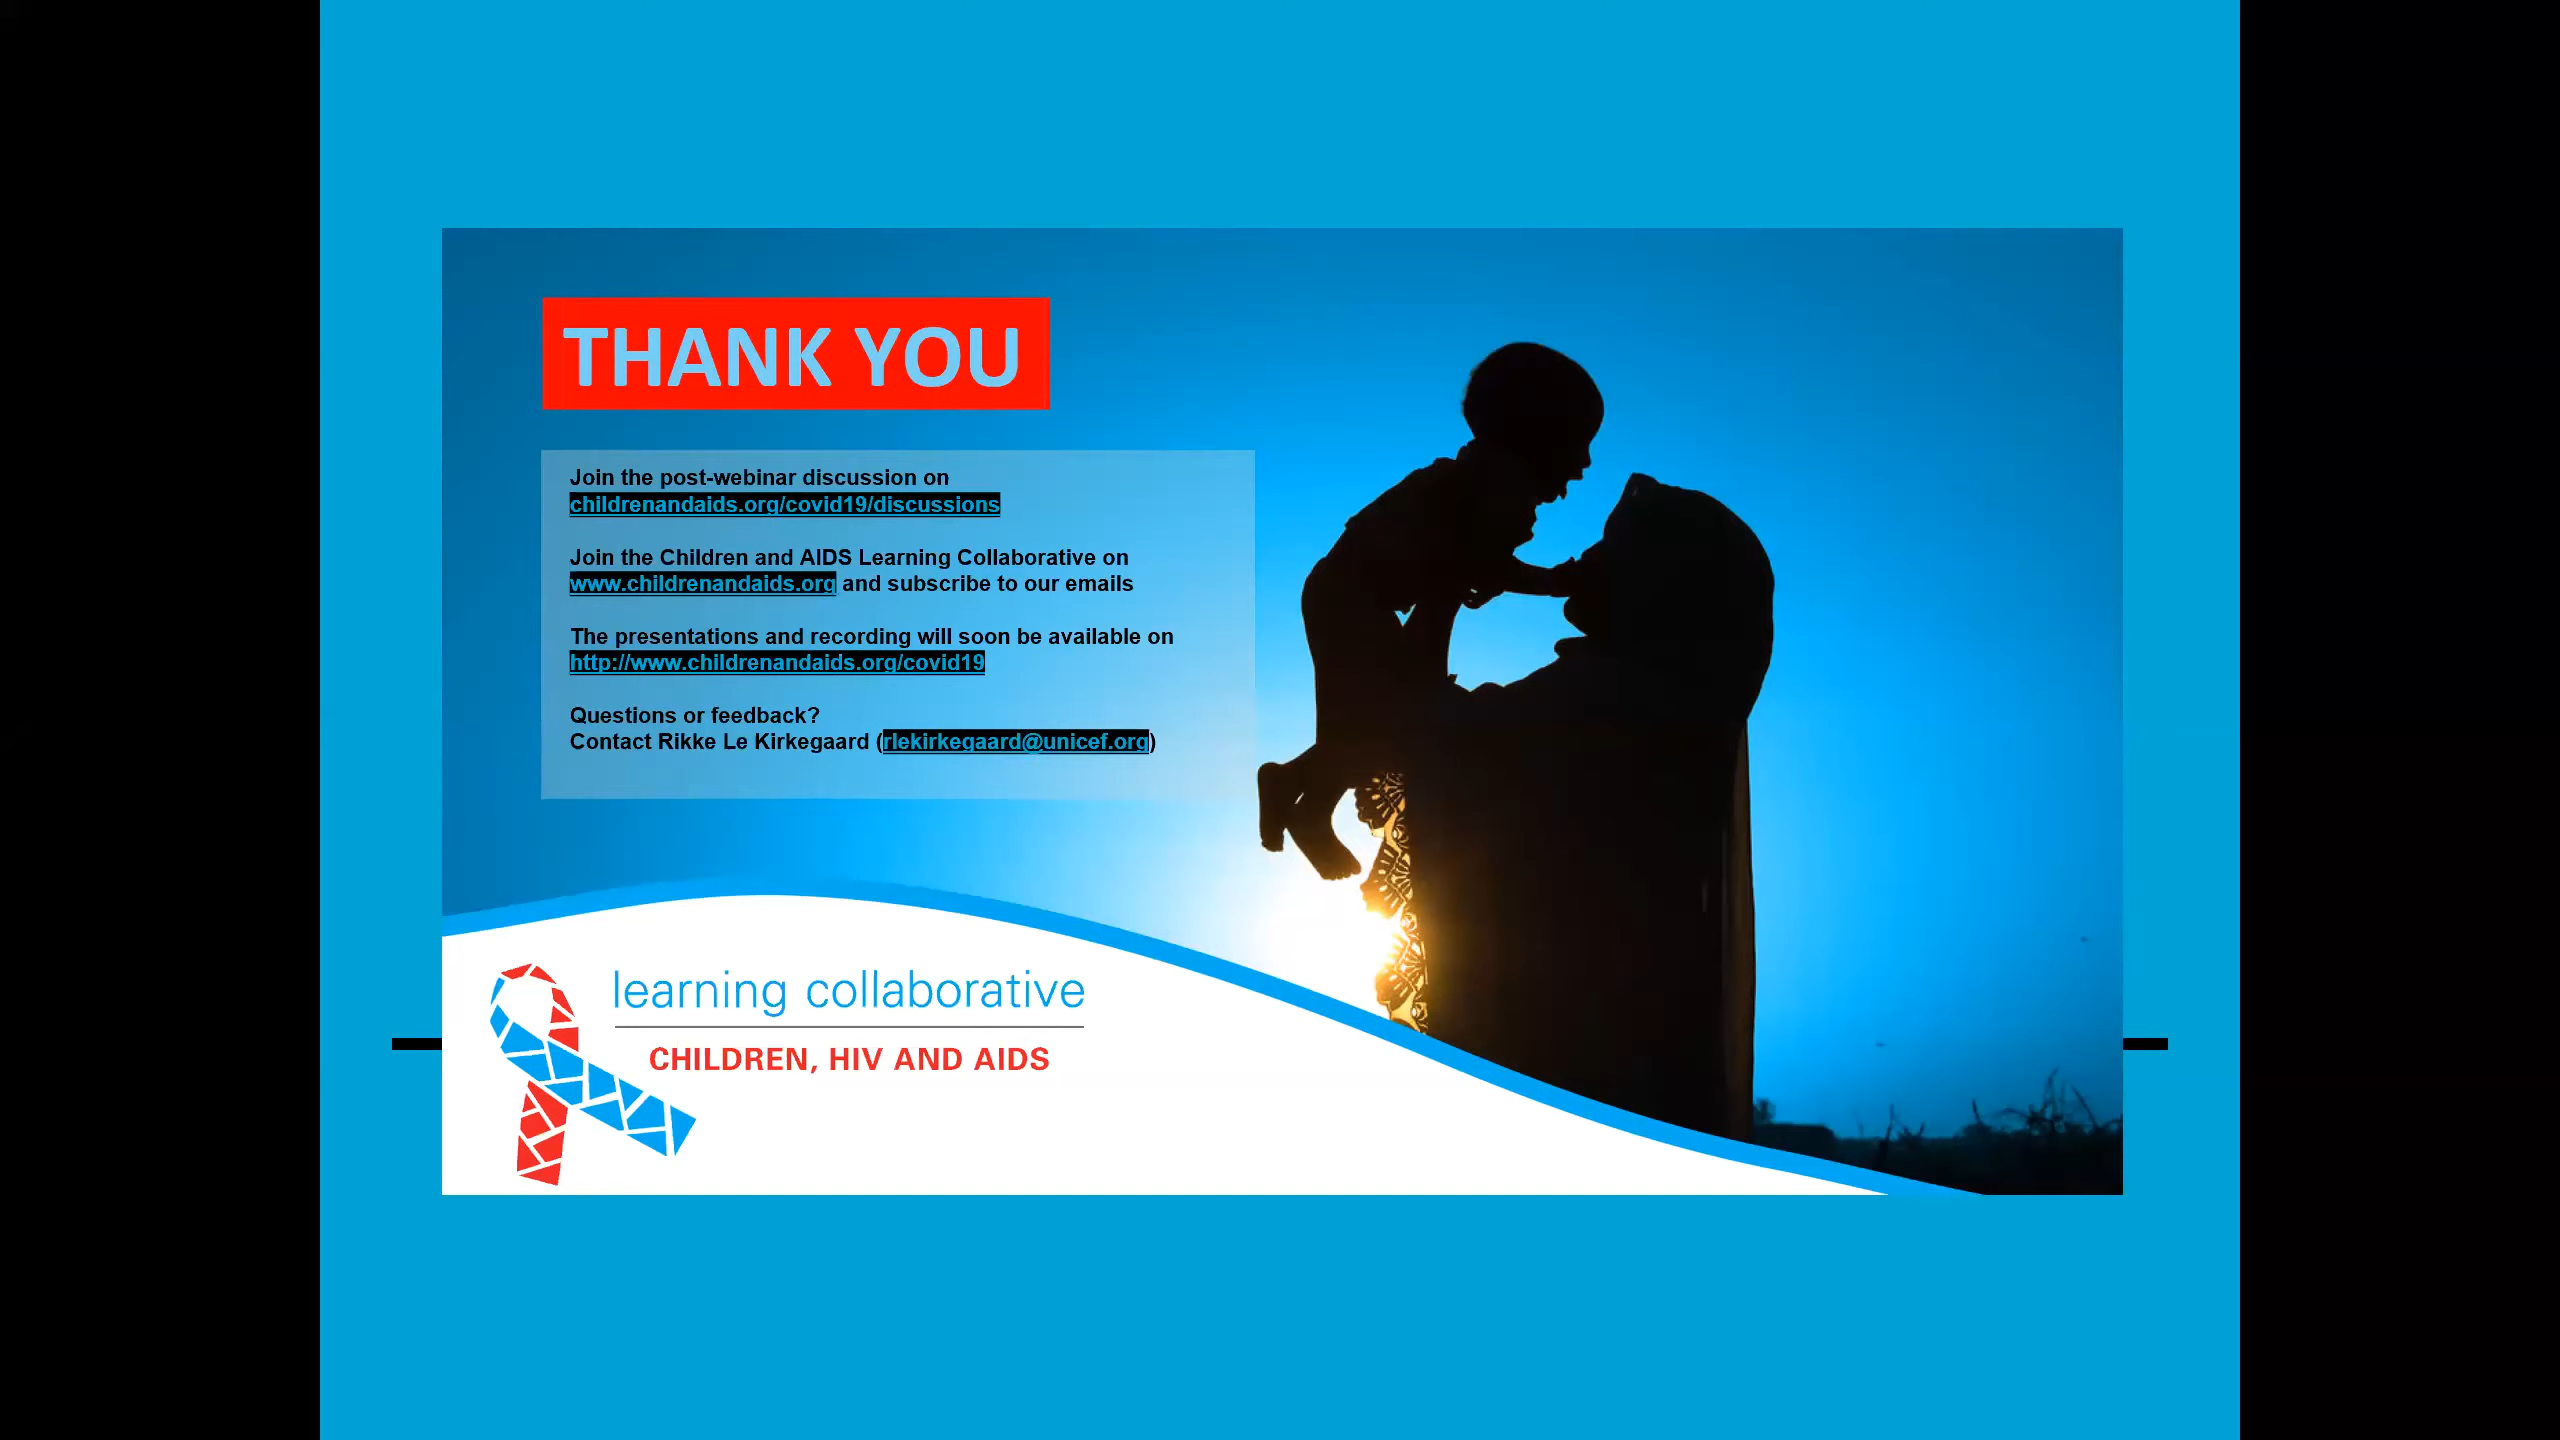 THANK YOU
Join the post-webinar discussion on
childrenandaids.org/covid19/discussions
Join the Children and AIDS Learning Collaborative on
www.childrenandaids.org and subscribe to our emails
The presentations and recording will soon be available on
http://www.childrenandaids.org/covid19
Questions or feedback?
Contact Rikke Le Kirkegaard (rlekirkegaard@unicef.org)
learning collaborative
CHILDREN, HIV AND AIDS